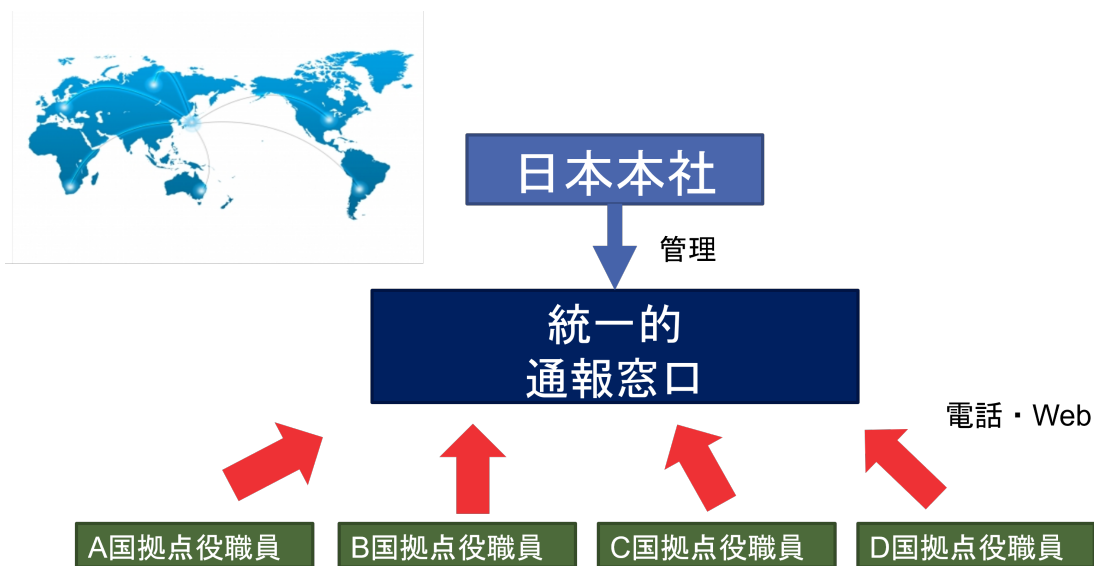 日本本社
管理
統一的
通報窓口
電話・Web
A国拠点役職員
B国拠点役職員
C国拠点役職員
D国拠点役職員